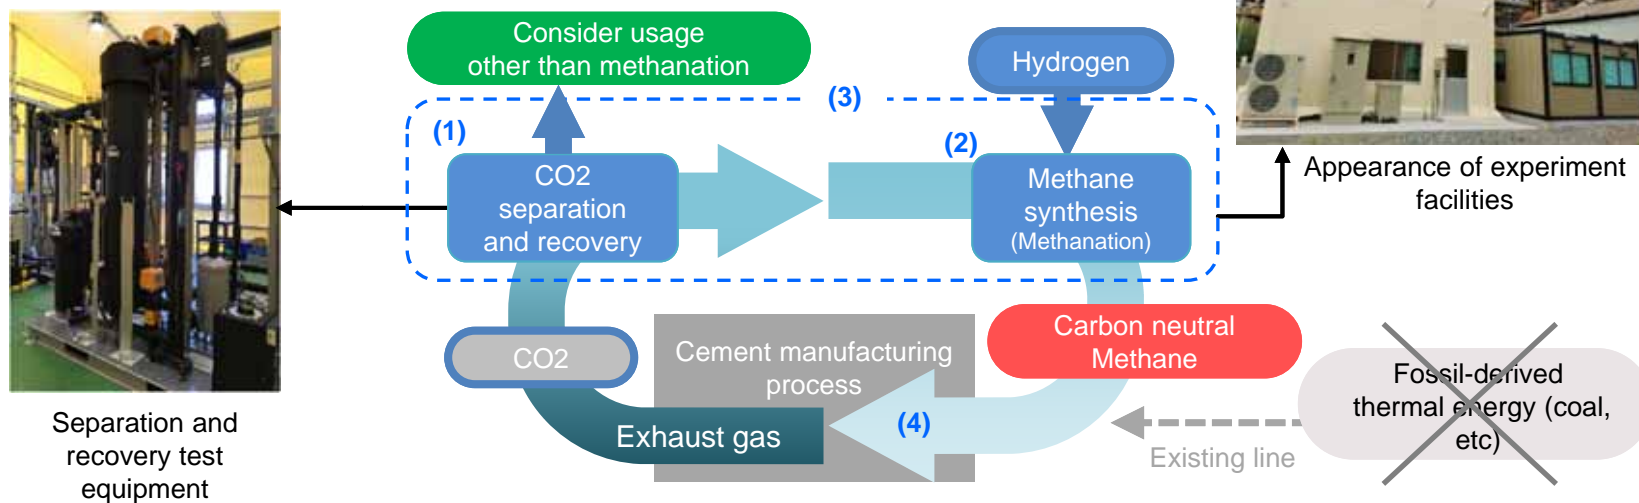 Consider usage
other than methanation
Hydrogen
(3)
(1)
(2)
CO2
separation
and recovery
Methane
synthesis
(Methanation)
Appearance of experiment
facilities
Carbon neutral
Methane
CO2
Cement manufacturing
process
Fossil-derived
thermal energy (coal,
etc)
Separation and
recovery test
equipment
Exhaust gas
(4)
Existing line